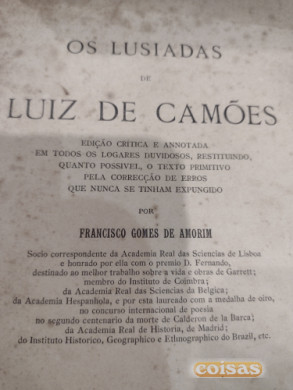 OS LUSIADAS
DE
LUIZ DE CAMÕES
EDIÇÃO CRITICA E ANNOTADA
EM TODOS OS LOGARES DUVIDOSOS, RESTITUINDO,
QUANTO POSSIVEL, O TEXTO PRIMITIVO
PELA CORRECÇÃO DE ERROS
QUE NUNCA SE TINHAM EXPUNGIDO
POR
FRANCISCO GOMES DE AMORIM
Socio correspondente da Academia Real das Sciencias de Lisboa
e honrado por ella com o premio D. Fernando,
destinado ao melhor trabalho sobre a vida e obras de Garrett;
membro do Instituto de Coimbra;
da Academia Real das Sciencias da Belgica;
da Academia Hespanhola, e por esta laureado com a medalha de oiro,
no concurso internacional de poesia
no segundo centenario da morte de Calderon de la Barca;
da Academia Real de Historia, de Madrid;
do Instituto Historico, Geographico e Ethnographico do Brazil, etc.
coisas